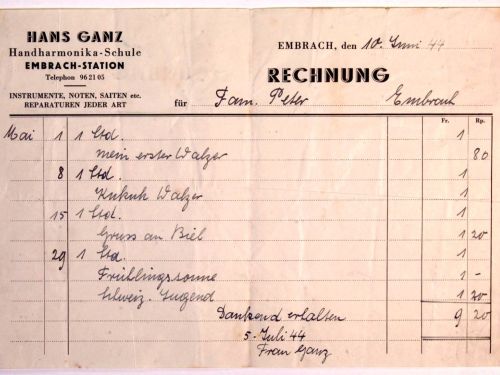 HANS GANZ
Handharmonika-Schule
EMBRACH-STATION
Telephon 96 21 05
INSTRUMENTE, NOTEN, SAITEN etc.
REPARATUREN JEDER ART
EMBRACH, den 10. Juni 44
RECHNUNG
für Fam. Peter Embrach
Fr. Rp.
Mai 1 1 Std. 1
mein erster Walzer 80
8 1 Std. 1
Kukuk Walzer 1
15 1 Std. 1
Gruss an Biel 1 20
29 1 Std. 1
Frühlingssonne 1 -
Schweiz. Jugend 1 20
Dankend erhalten 9 20
5. Juli 44
Frau Ganz